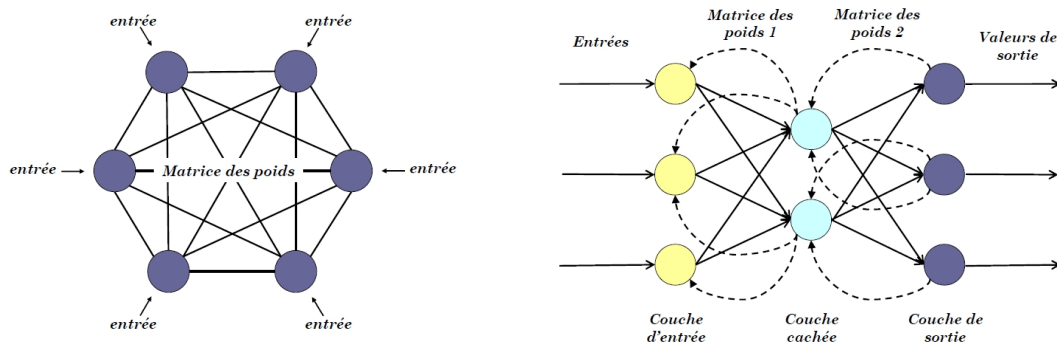 entrée
entrée
entrée
Matrice des poids
entrée
entrée
entrée
Matrice des
poids 1
Matrice des
poids 2
Entrées
Valeurs de
sortie
Couche
d'entrée
Couche
cachée
Couche de
sortie